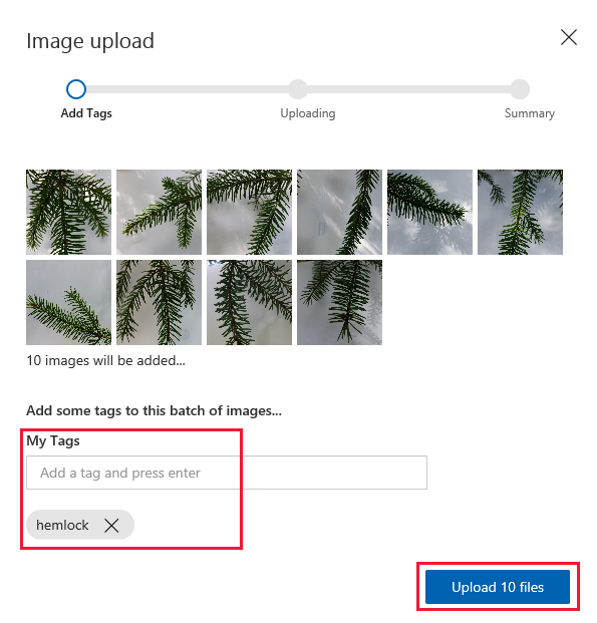 Image upload
Add Tags
Uploading
Summary
10 images will be added...
Add some tags to this batch of images...
My Tags
Add a tag and press enter
hemlock
Upload 10 files